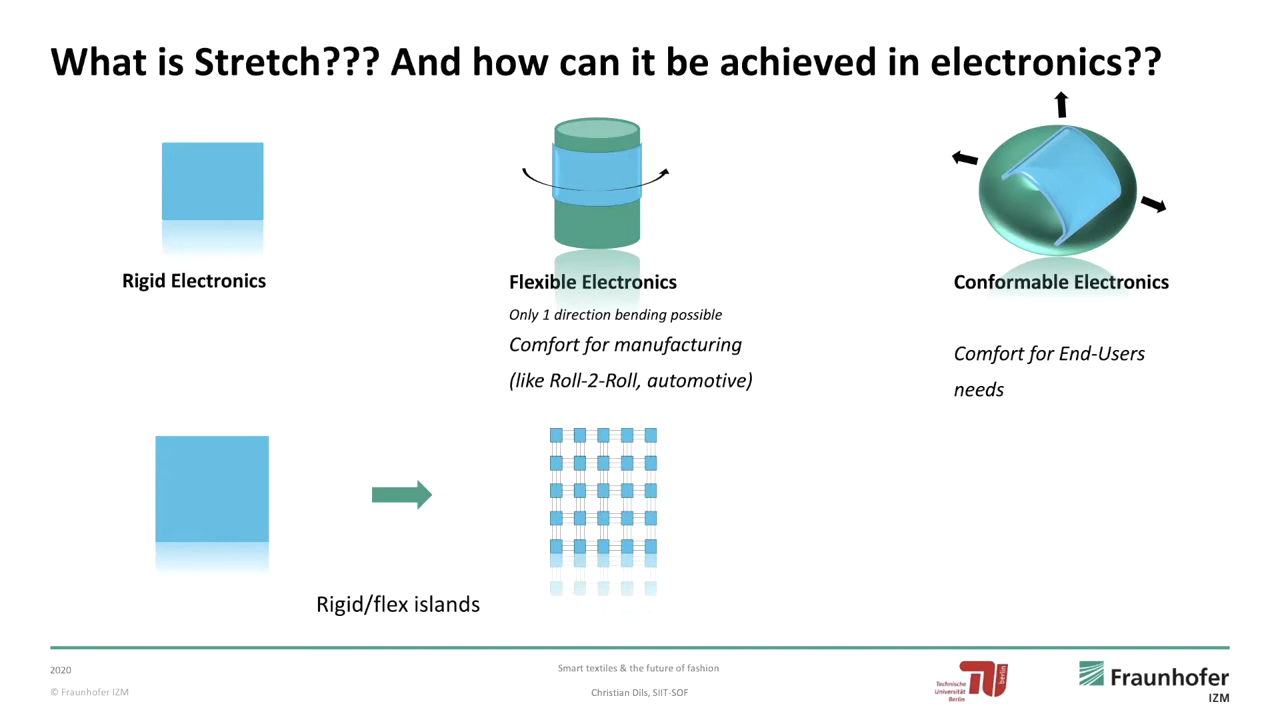 What is Stretch??? And how can it be achieved in electronics??
Rigid Electronics
Flexible Electronics
Only 1 direction bending possible
Comfort for manufacturing
(like Roll-2-Roll, automotive)
Conformable Electronics
Comfort for End-Users
needs
Rigid/flex islands
2020
© Fraunhofer IZM
Smart textiles & the future of fashion
Christian Dils, SIIT-SOF
Technische
Universität
Berlin
berlin
Fraunhofer
IZM